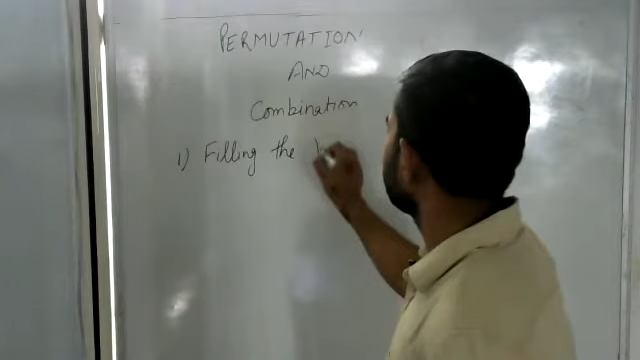 PERMUTATION
AND
Combination
1) Filling the